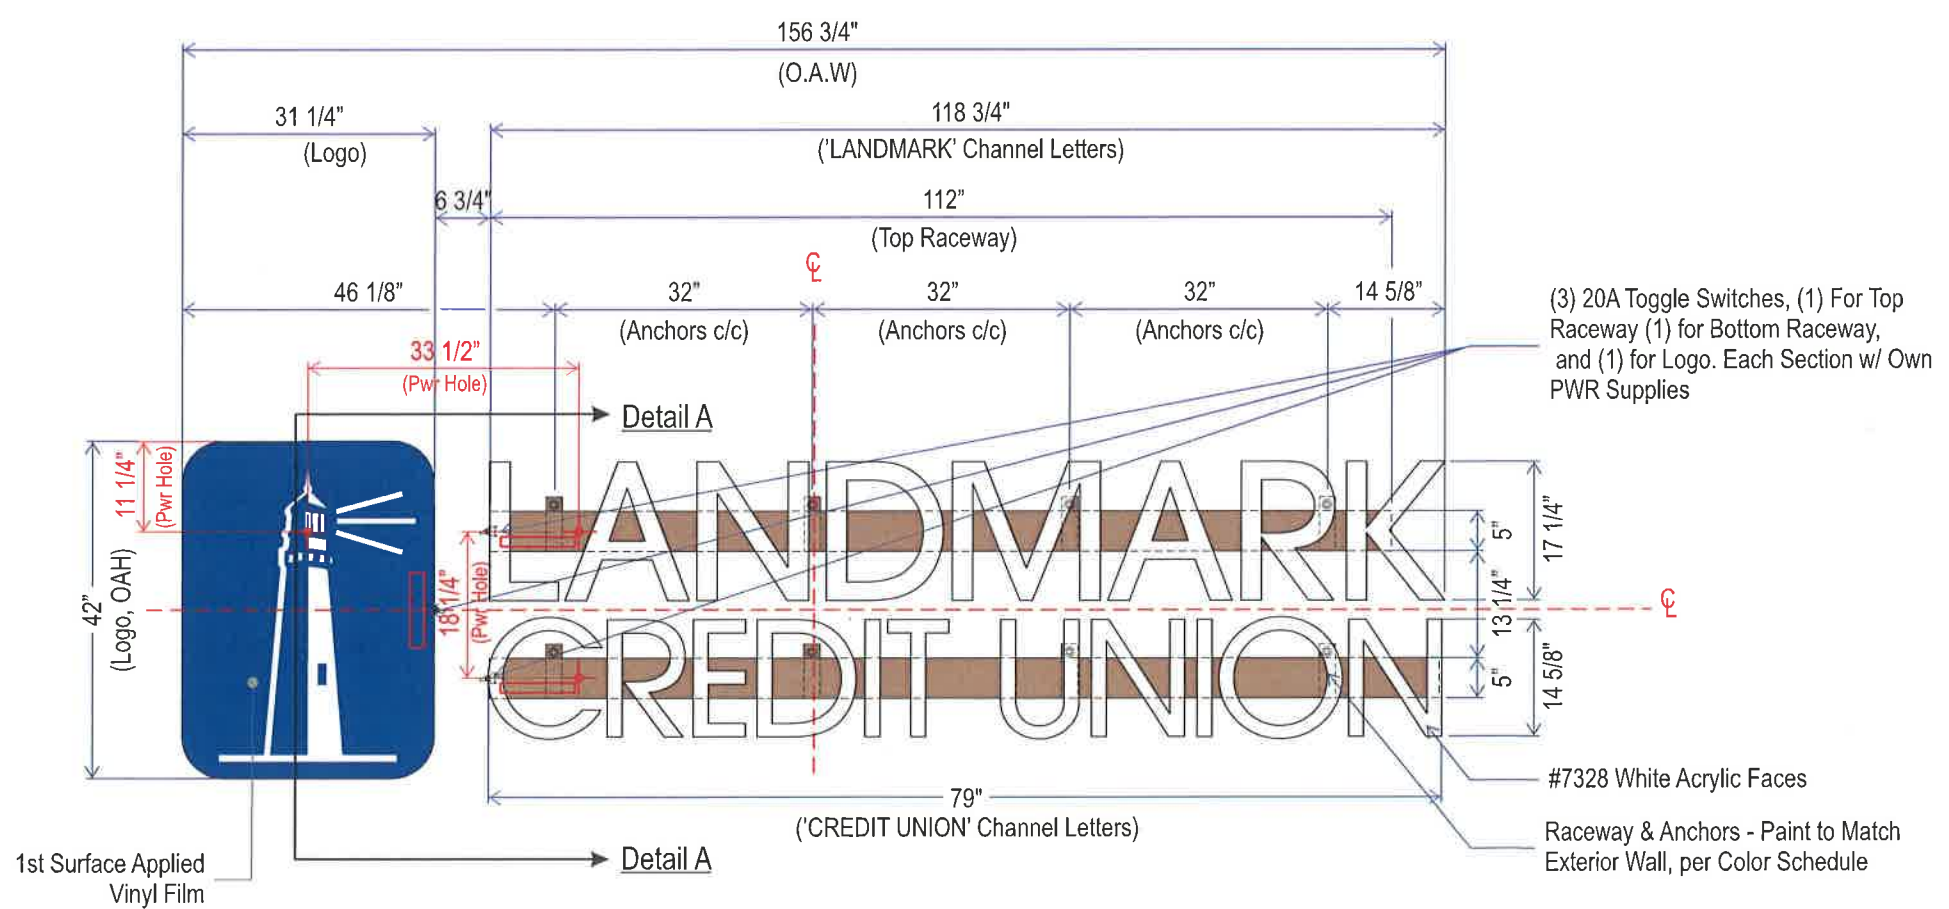 156 3/4"
(O.A.W)
31 1/4”
(Logo)
118 3/4"
('LANDMARK' Channel Letters)
6 3/4"
112”
(Top Raceway)
℄
46 1/8”
32”
(Anchors c/c)
32”
(Anchors c/c)
32”
(Anchors c/c)
14 5/8”
33 1/2”
(Pwr Hole)
(3) 20A Toggle Switches, (1) For Top
Raceway (1) for Bottom Raceway,
and (1) for Logo. Each Section w/ Own
PWR Supplies
Detail A
11 1/4"
(Pwr Hole)
42”
(Logo, OAH)
18 1/4"
(Pwr Hole)
LANDMARK
CREDIT UNION
5"
13 1/4"
5"
17 1/4"
14 5/8"
℄
79"
('CREDIT UNION' Channel Letters)
#7328 White Acrylic Faces
Raceway & Anchors - Paint to Match
Exterior Wall, per Color Schedule
Detail A
1st Surface Applied
Vinyl Film